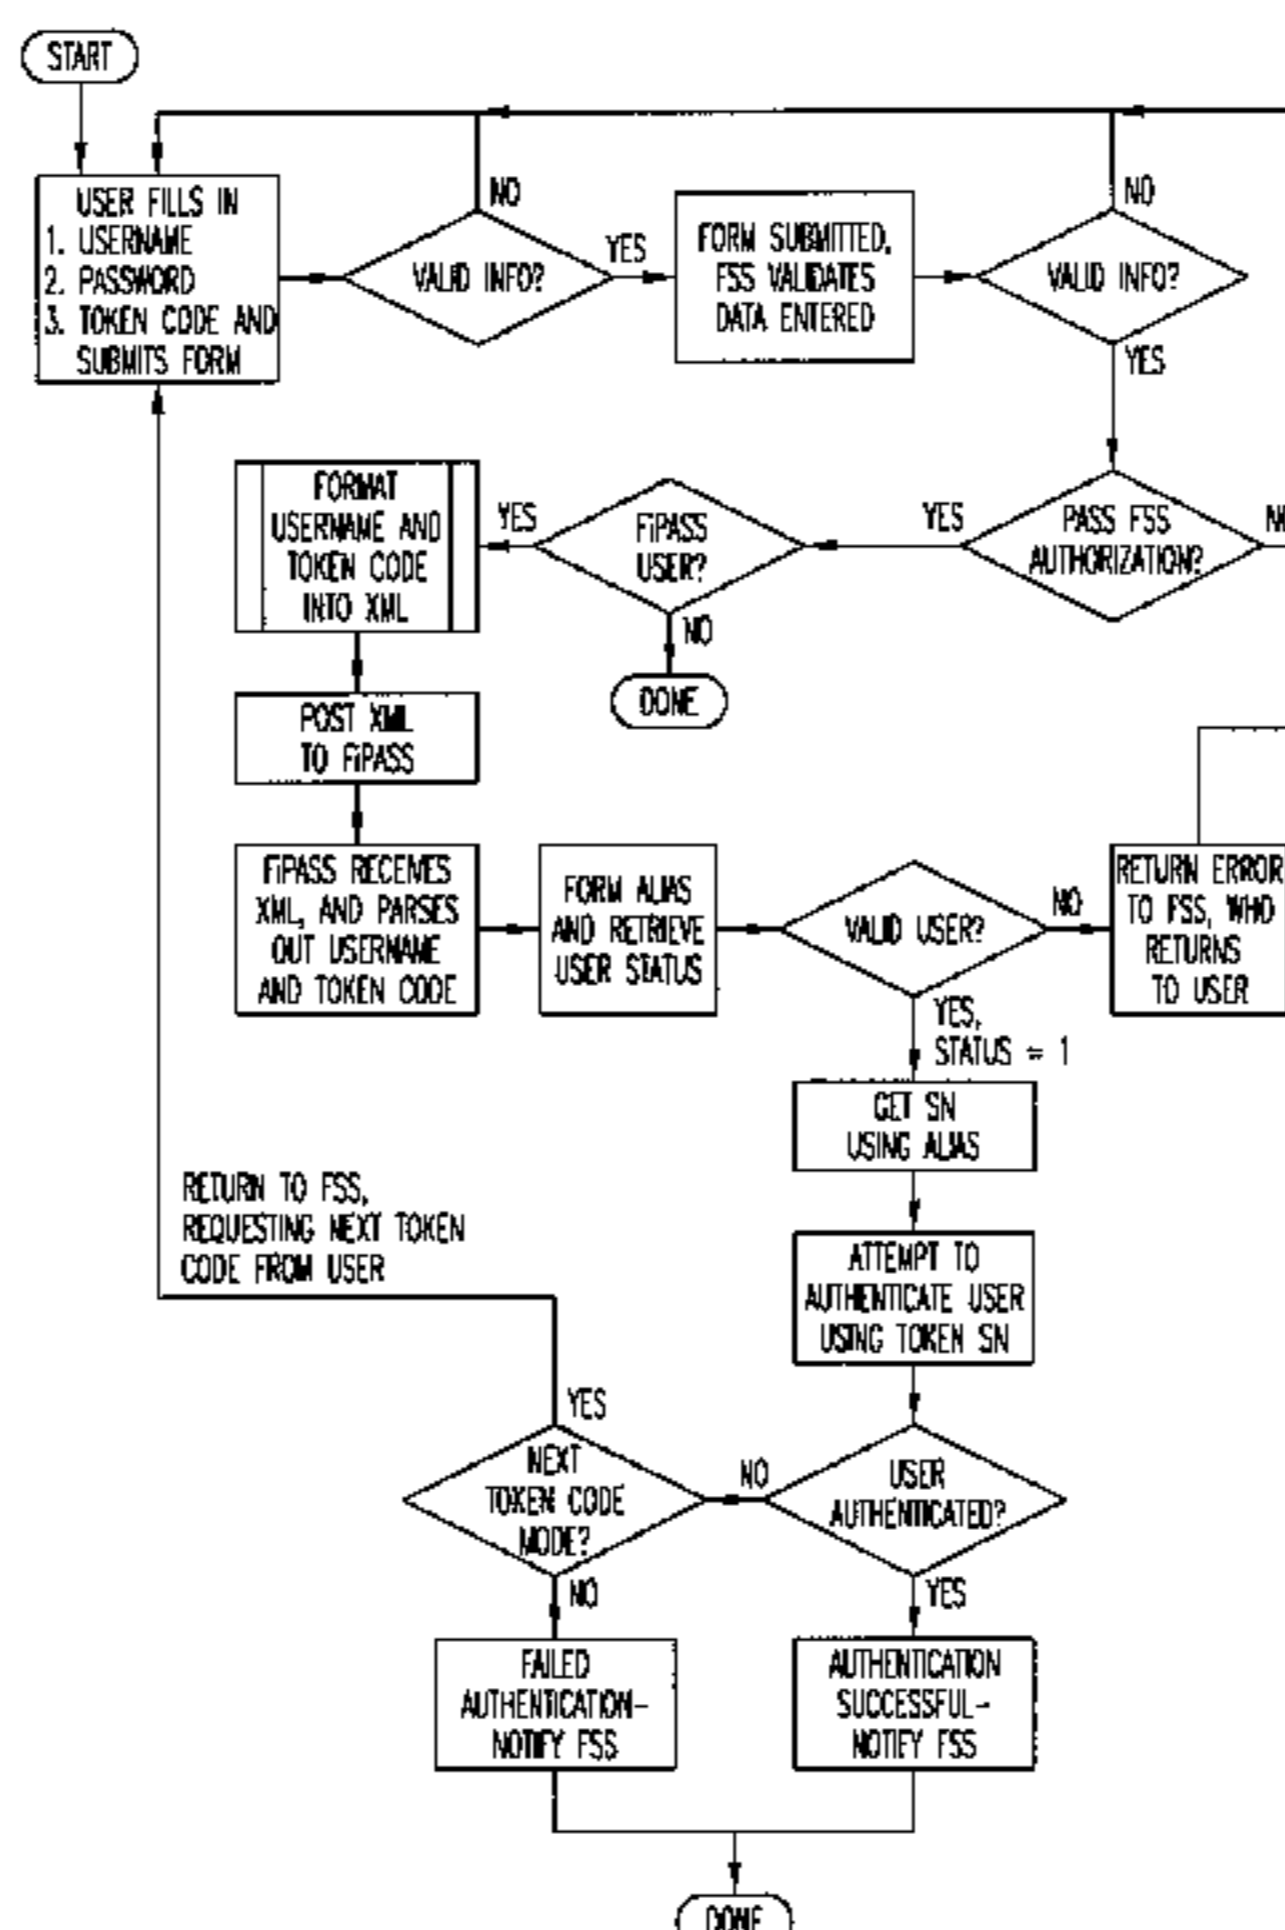 START
USER FILLS IN
1. USERNAME
2. PASSWORD
3. TOKEN CODE AND
SUBMITS FORM
VALID INFO?
NO
YES
FORM SUBMITTED,
FSS VALIDATES
DATA ENTERED
VALID INFO?
NO
YES
PASS FSS
AUTHORIZATION?
YES
FiPASS
USER?
YES
NO
DONE
FORMAT
USERNAME AND
TOKEN CODE
INTO XML
POST XML
TO FiPASS
FiPASS RECEIVES
XML, AND PARSES
OUT USERNAME
AND TOKEN CODE
FORM ALIAS
AND RETRIEVE
USER STATUS
VALID USER?
NO
RETURN ERROR
TO FSS, WHO
RETURNS
TO USER
YES,
STATUS = 1
GET SN
USING ALIAS
ATTEMPT TO
AUTHENTICATE USER
USING TOKEN SN
RETURN TO FSS,
REQUESTING NEXT TOKEN
CODE FROM USER
USER
AUTHENTICATED?
NO
YES
NEXT
TOKEN CODE
MODE?
YES
NO
FAILED
AUTHENTICATION-
NOTIFY FSS
AUTHENTICATION
SUCCESSFUL-
NOTIFY FSS
DONE